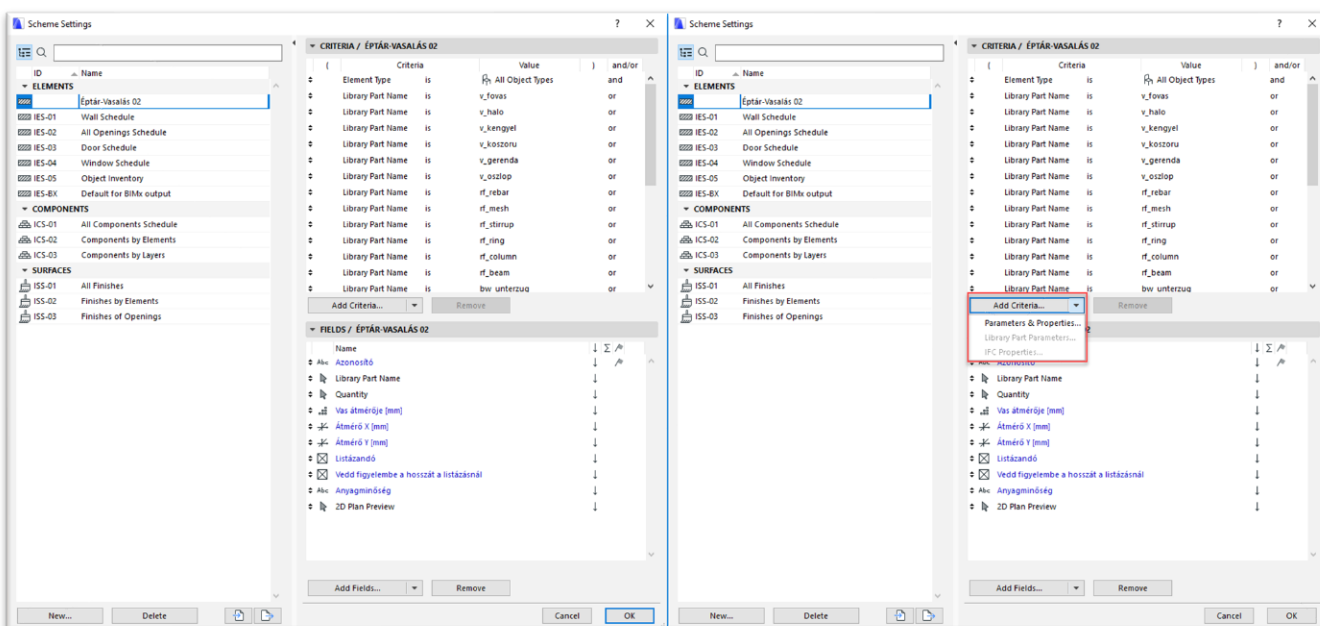 Scheme Settings
?
ID Name
ELEMENTS
Éptár-Vasalás 02
IES-01 Wall Schedule
IES-02 All Openings Schedule
IES-03 Door Schedule
IES-04 Window Schedule
IES-05 Object Inventory
IES-BX Default for BIMx output
COMPONENTS
ICS-01 All Components Schedule
ICS-02 Components by Elements
ICS-03 Components by Layers
SURFACES
ISS-01 All Finishes
ISS-02 Finishes by Elements
ISS-03 Finishes of Openings
New... Delete
CRITERIA / ÉPTÁR-VASALÁS 02
( Criteria Value ) and/or
Element Type is All Object Types and
Library Part Name is v_fovas or
Library Part Name is v_halo or
Library Part Name is v_kengyel or
Library Part Name is v_koszoru or
Library Part Name is v_gerenda or
Library Part Name is v_oszlop or
Library Part Name is rf_rebar or
Library Part Name is rf_mesh or
Library Part Name is rf_stirrup or
Library Part Name is rf_ring or
Library Part Name is rf_column or
Library Part Name is rf_beam or
Library Part Name is bw_unterzug or
Add Criteria... Remove
FIELDS / ÉPTÁR-VASALÁS 02
Name Σ
Abc Azonosító
Library Part Name
Quantity
Vas átmérője [mm]
Átmérő X [mm]
Átmérő Y [mm]
Listázandó
Vedd figyelembe a hosszát a listázásnál
Abc Anyagminőség
2D Plan Preview
Add Fields... Remove
Cancel OK
Scheme Settings
?
ID Name
ELEMENTS
Éptár-Vasalás 02
IES-01 Wall Schedule
IES-02 All Openings Schedule
IES-03 Door Schedule
IES-04 Window Schedule
IES-05 Object Inventory
IES-BX Default for BIMx output
COMPONENTS
ICS-01 All Components Schedule
ICS-02 Components by Elements
ICS-03 Components by Layers
SURFACES
ISS-01 All Finishes
ISS-02 Finishes by Elements
ISS-03 Finishes of Openings
New... Delete
CRITERIA / ÉPTÁR-VASALÁS 02
( Criteria Value ) and/or
Element Type is All Object Types and
Library Part Name is v_fovas or
Library Part Name is v_halo or
Library Part Name is v_kengyel or
Library Part Name is v_koszoru or
Library Part Name is v_gerenda or
Library Part Name is v_oszlop or
Library Part Name is rf_rebar or
Library Part Name is rf_mesh or
Library Part Name is rf_stirrup or
Library Part Name is rf_ring or
Library Part Name is rf_column or
Library Part Name is rf_beam or
Library Part Name is bw_unterzug or
Add Criteria... Remove
Parameters & Properties...
Library Part Parameters...
IFC Properties...
Σ
Abc Azonosító
Library Part Name
Quantity
Vas átmérője [mm]
Átmérő X [mm]
Átmérő Y [mm]
Listázandó
Vedd figyelembe a hosszát a listázásnál
Abc Anyagminőség
2D Plan Preview
Add Fields... Remove
Cancel OK